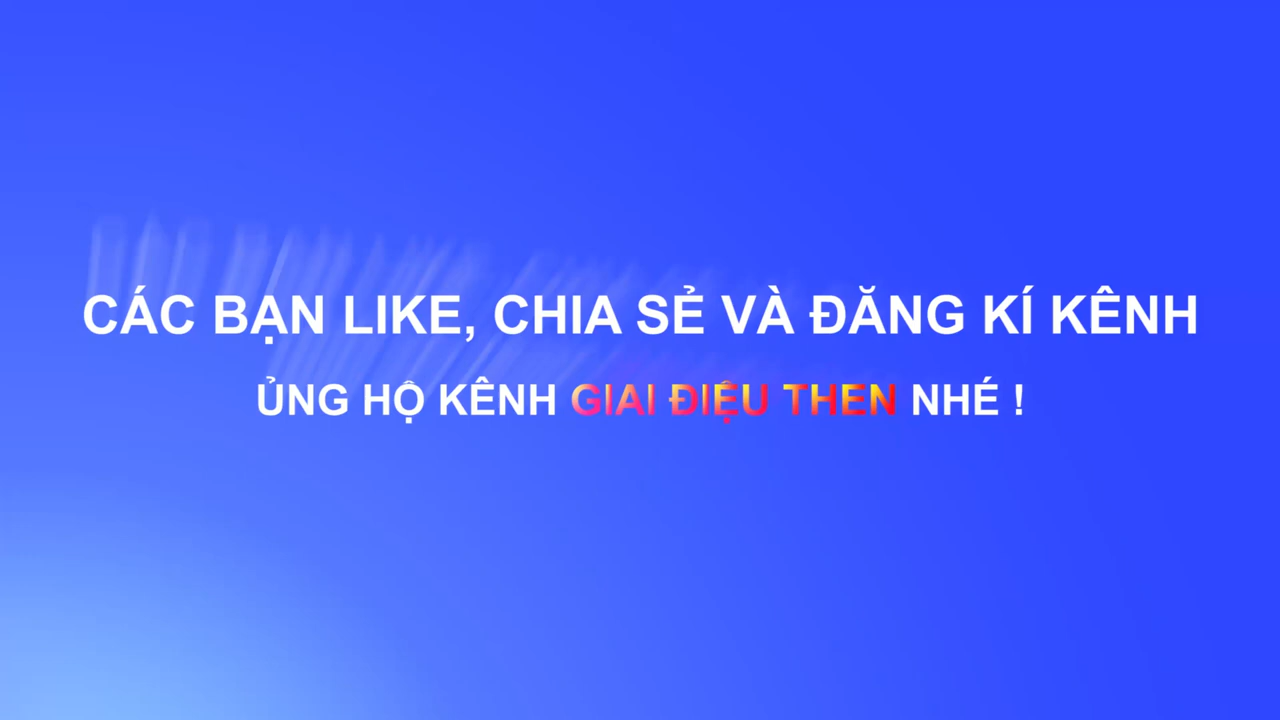 CÁC BẠN LIKE, CHIA SẺ VÀ ĐĂNG KÍ KÊNH
ỦNG HỘ KÊNH GIAI ĐIỆU THEN NHÉ !